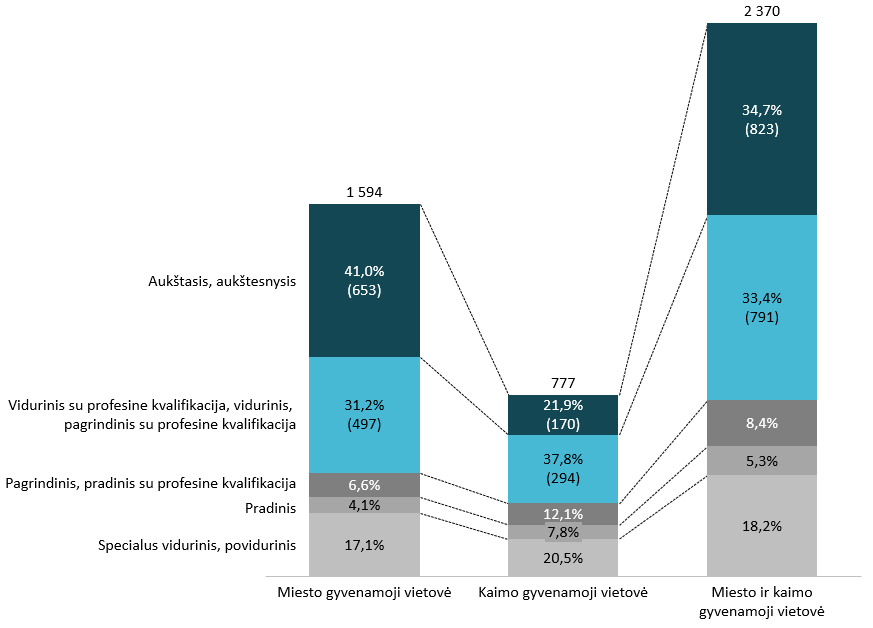 2 370
34,7%
(823)
1 594
41,0%
(653)
Aukštasis, aukštesnysis
33,4%
(791)
777
21,9%
(170)
Vidurinis su profesine kvalifikacija, vidurinis,
pagrindinis su profesine kvalifikacija
31,2%
(497)
8,4%
37,8%
(294)
5,3%
Pagrindinis, pradinis su profesine kvalifikacija
6,6%
12,1%
Pradinis
4,1%
7,8%
18,2%
Specialus vidurinis, povidurinis
17,1%
20,5%
Miesto gyvenamoji vietovė
Kaimo gyvenamoji vietovė
Miesto ir kaimo
gyvenamoji vietovė